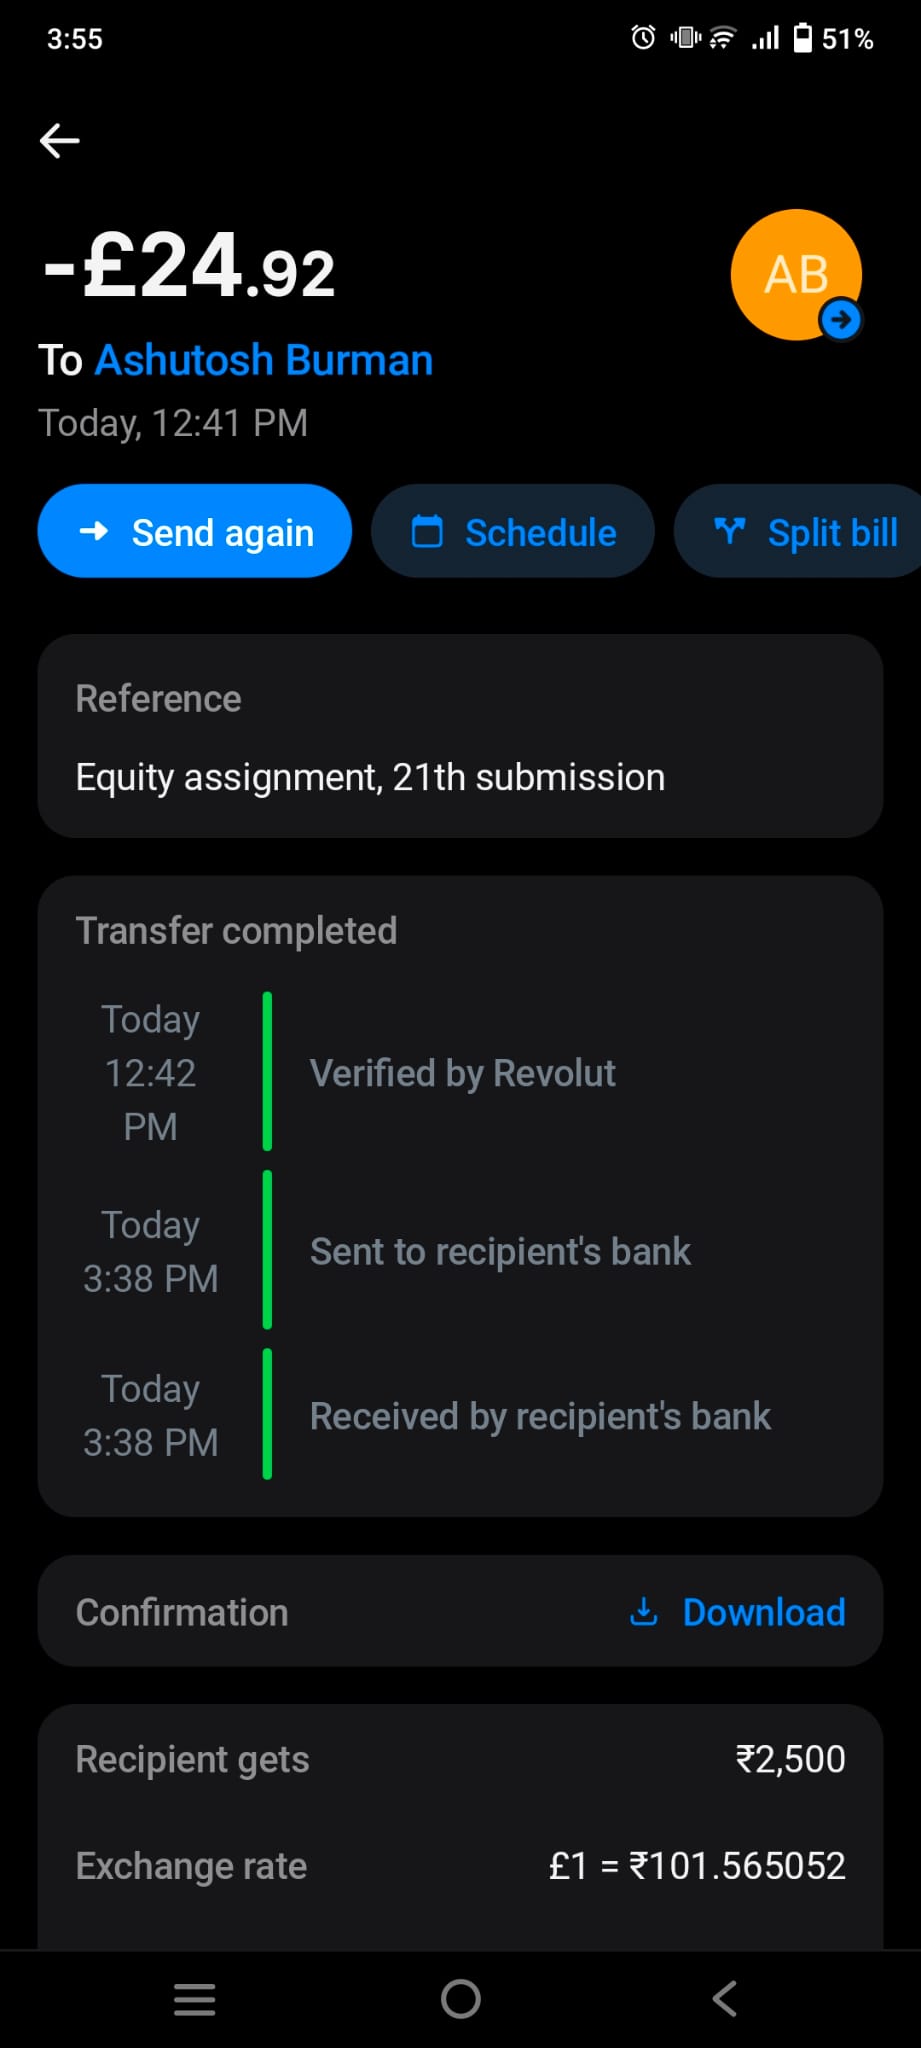 3:55
51%
-£24.92
AB
To Ashutosh Burman
Today, 12:41 PM
Send again
Schedule
Split bill
Reference
Equity assignment, 21th submission
Transfer completed
Today
12:42
PM
Verified by Revolut
Today
3:38 PM
Sent to recipient's bank
Today
3:38 PM
Received by recipient's bank
Confirmation
Download
Recipient gets ₹2,500
Exchange rate £1 = ₹101.565052